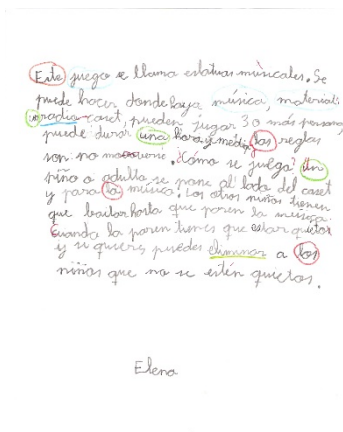 Este juego se llama estatuas musicales. Se
puede hacer donde haya música, material:
un radio-caset, pueden jugar 3 o más personas,
puede durar una hora y media, las reglas
son no moverse. ¿Cómo se juega? Un
niño o adulto se pone al lado del caset
y para la música. Los otros niños tienen
que bailar hasta que paren la música.
Cuando la paren tienes que estar quieto
y si quieres, puedes eliminar a los
niños que no se estén quietos.
Elena